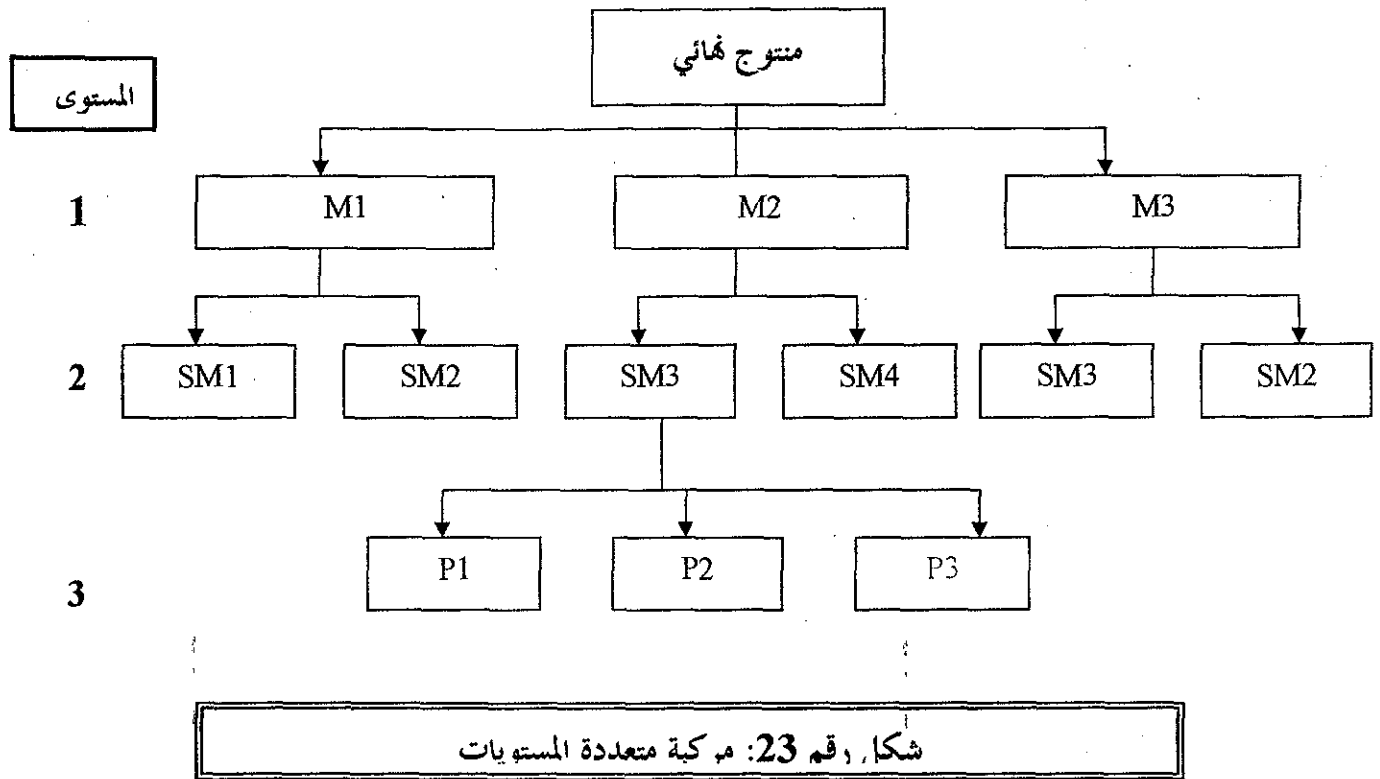 منتوج نهائي
المستوى
1
M1
M2
M3
2
SM1
SM2
SM3
SM4
SM3
SM2
3
P1
P2
P3
شكل رقم 23: مركبة متعددة المستويات